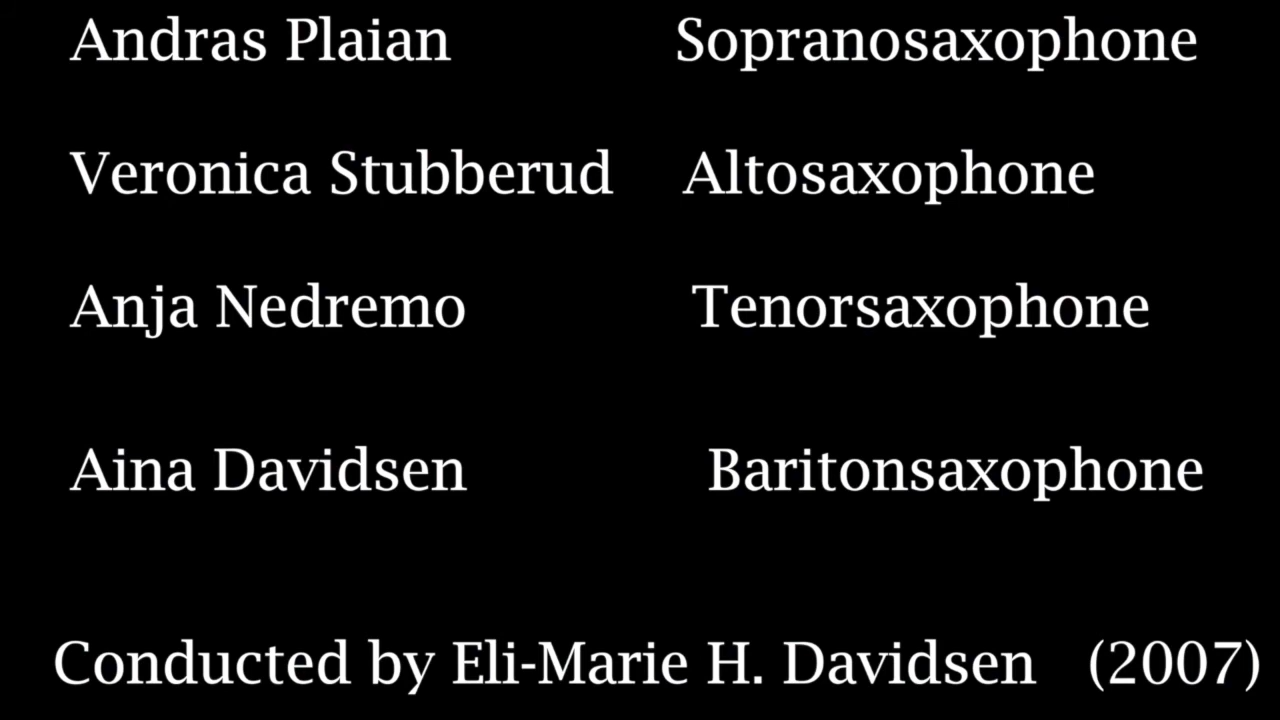 Andras Plaian Sopranosaxophone
Veronica Stubberud Altosaxophone
Anja Nedremo Tenorsaxophone
Aina Davidsen Baritonsaxophone
Conducted by Eli-Marie H. Davidsen (2007)